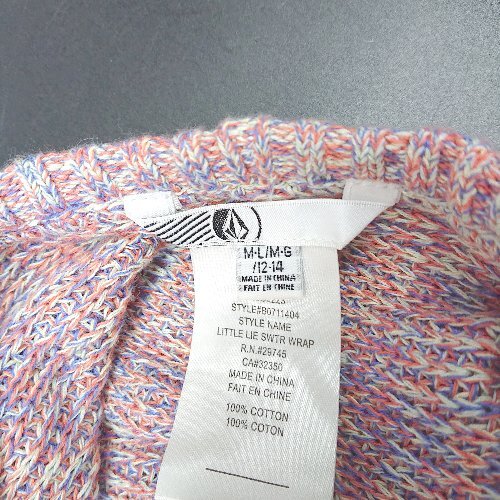 M-L/M-G
/12-14
MADE IN CHINA
FAIT EN CHINE
STYLE#B6711404
STYLE NAME
LITTLE LIE SWTR WRAP
R.N.#29745
CA#32350
MADE IN CHINA
FAIT EN CHINE
100% COTTON
100% COTON